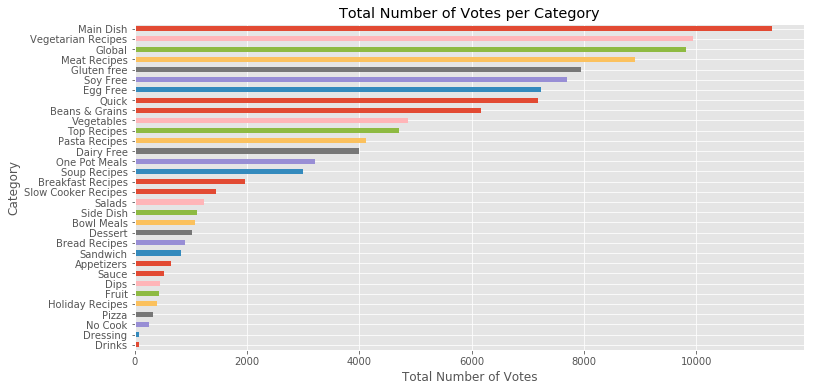 Total Number of Votes per Category
Main Dish
Vegetarian Recipes
Global
Meat Recipes
Gluten free
Soy Free
Egg Free
Quick
Beans & Grains
Vegetables
Top Recipes
Pasta Recipes
Dairy Free
One Pot Meals
Soup Recipes
Breakfast Recipes
Slow Cooker Recipes
Salads
Side Dish
Bowl Meals
Dessert
Bread Recipes
Sandwich
Appetizers
Sauce
Dips
Fruit
Holiday Recipes
Pizza
No Cook
Dressing
Drinks
Category
0 2000 4000 6000 8000 10000
Total Number of Votes